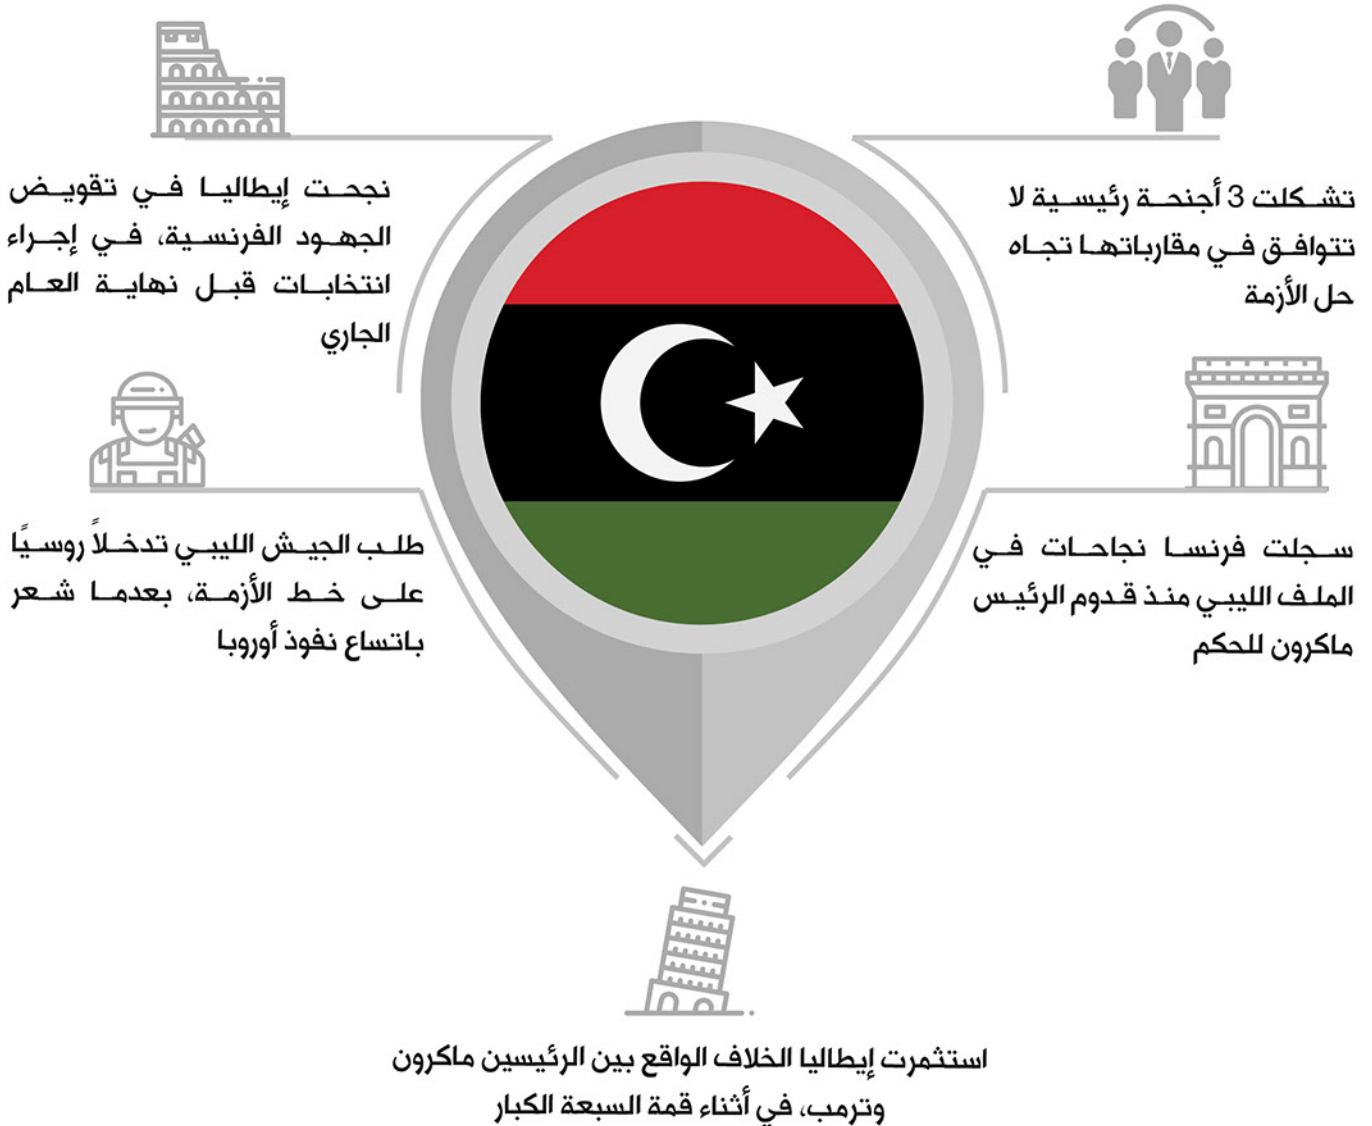 تشكلت 3 أجنحة رئيسية لا
تتوافق في مقارباتها تجاه
حل الأزمة
سجلت فرنسا نجاحات في
الملف الليبي منذ قدوم الرئيس
ماكرون للحكم
نجحت إيطاليا في تقويض
الجهود الفرنسية، في إجراء
انتخابات قبل نهاية العام
الجاري
طلب الجيش الليبي تدخلاً روسيًا
على خط الأزمة، بعدما شعر
باتساع نفوذ أوروبا
استثمرت إيطاليا الخلاف الواقع بين الرئيسين ماكرون
وترمب، في أثناء قمة السبعة الكبار